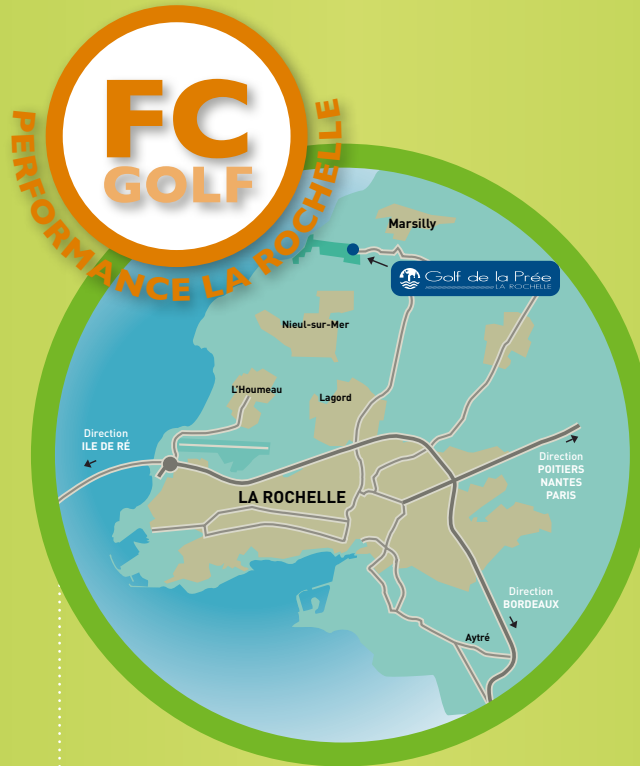 FC
GOLF
PERFORMANCE LA ROCHELLE
Marsilly
Golf de la Prée
LA ROCHELLE
Nieul-sur-Mer
L'Houmeau
Lagord
Direction
ILE DE RÉ
Direction
POITIERS
NANTES
PARIS
LA ROCHELLE
Direction
BORDEAUX
Aytré